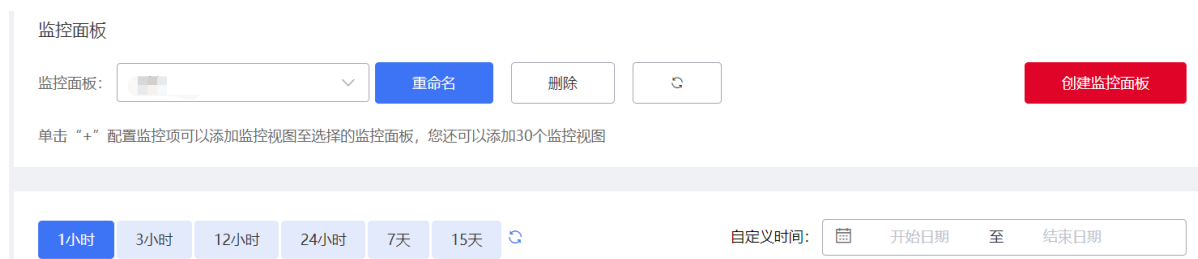 监控面板
监控面板： 重命名 删除 创建监控面板
单击“+”配置监控项可以添加监控视图至选择的监控面板，您还可以添加30个监控视图
1小时 3小时 12小时 24小时 7天 15天 自定义时间： 开始日期 至 结束日期